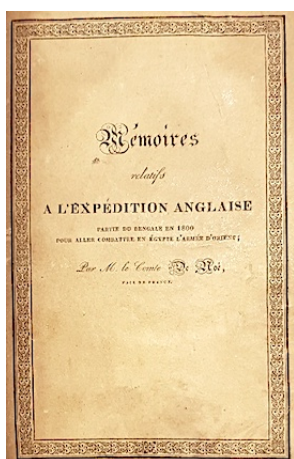 Mémoires
relatifs
A L'EXPÉDITION ANGLAISE
PARTIE DU BENGALE EN 1800
POUR ALLER COMBATTRE EN ÉGYPTE L'ARMÉE D'ORIENT;
Par M. le Comte De Noé,
PAIR DE FRANCE.